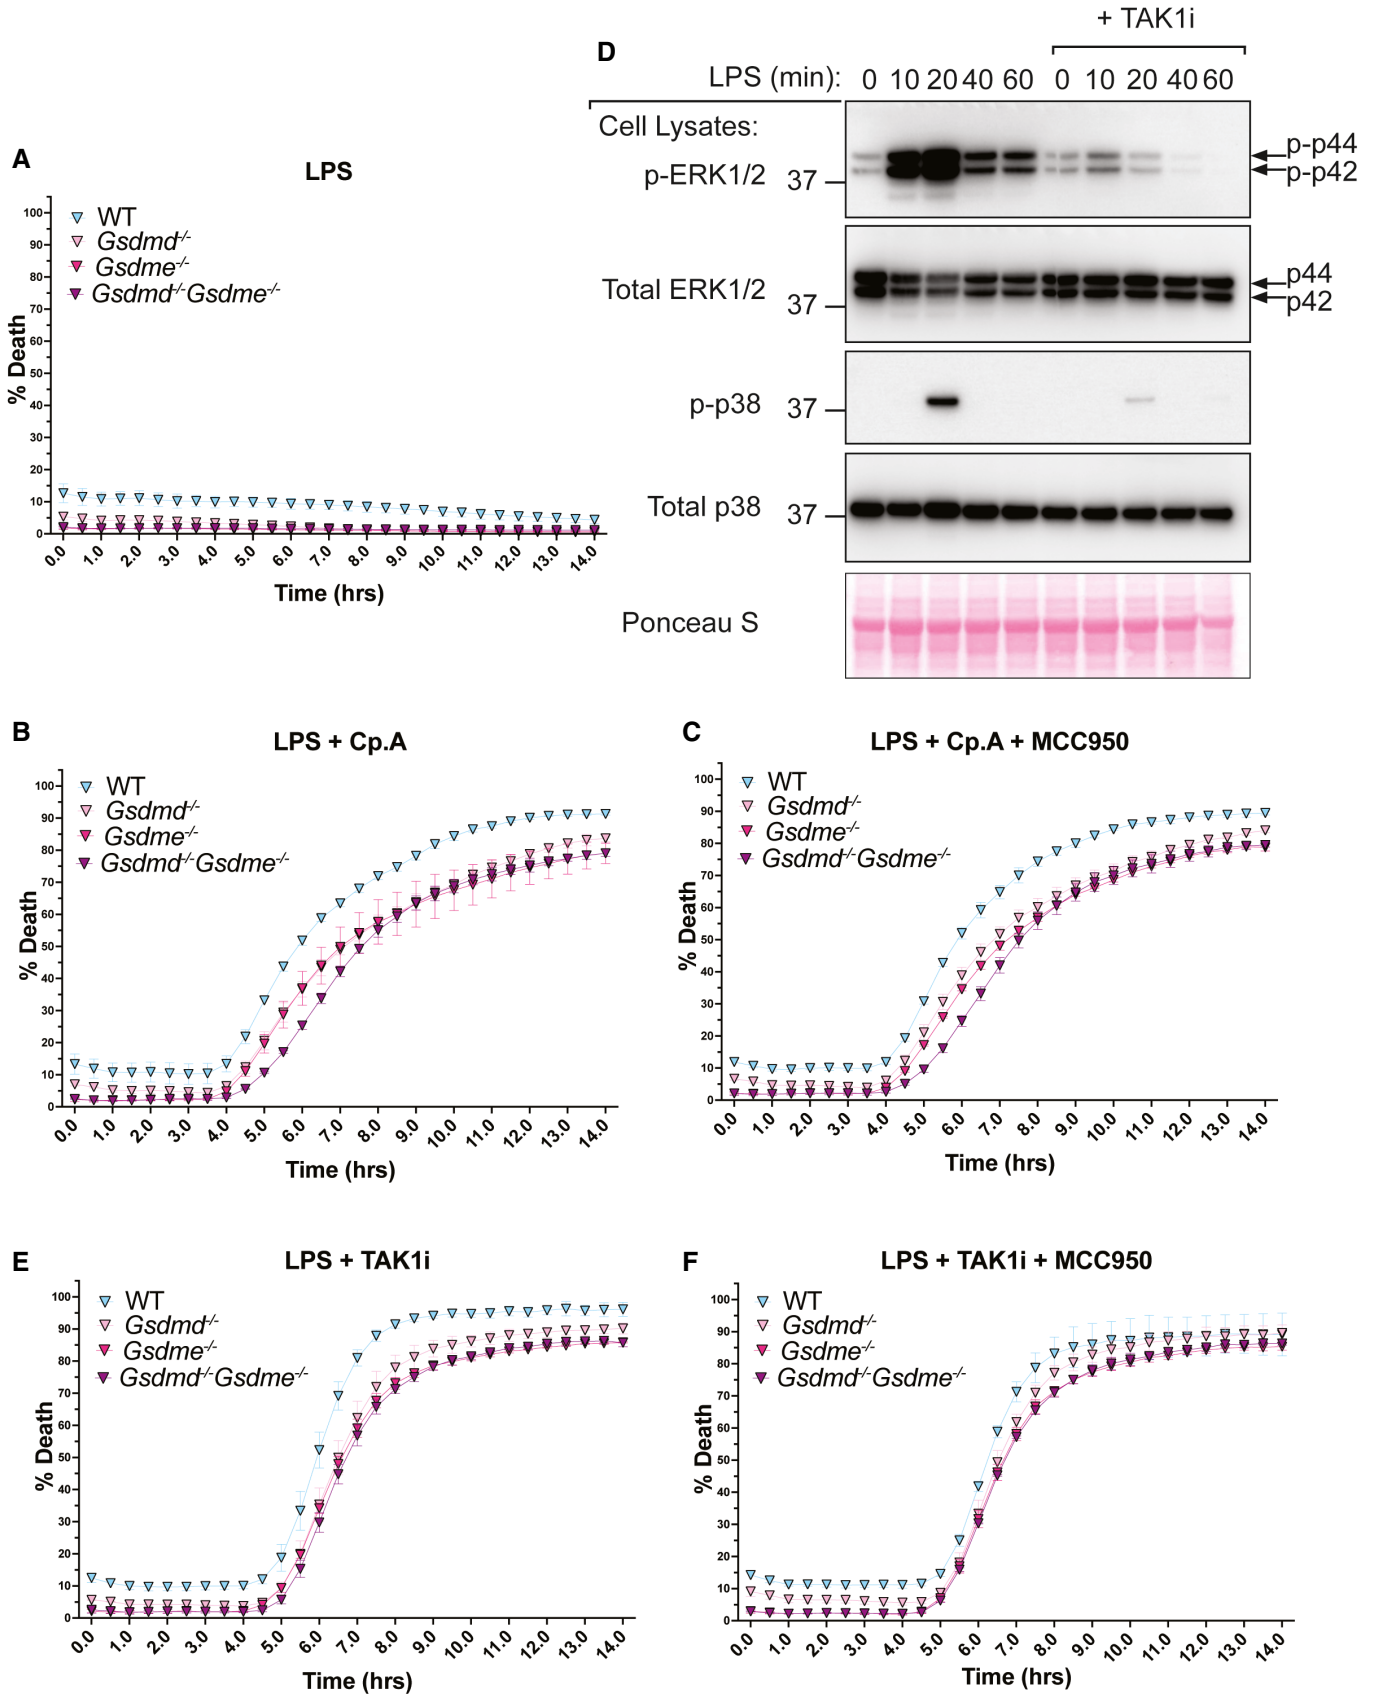 + TAK1i
D
LPS (min): 0 10 20 40 60 0 10 20 40 60
Cell Lysates:
p-ERK1/2 37 p-p44
p-p42
Total ERK1/2 37 p44
p42
p-p38 37
Total p38 37
Ponceau S
A
LPS
WT
Gsdmd-/-
Gsdme-/-
Gsdmd-/-Gsdme-/-
% Death
100
90
80
70
60
50
40
30
20
10
0
0.0 1.0 2.0 3.0 4.0 5.0 6.0 7.0 8.0 9.0 10.0 11.0 12.0 13.0 14.0
Time (hrs)
B
LPS + Cp.A
WT
Gsdmd-/-
Gsdme-/-
Gsdmd-/-Gsdme-/-
% Death
100
90
80
70
60
50
40
30
20
10
0
0.0 1.0 2.0 3.0 4.0 5.0 6.0 7.0 8.0 9.0 10.0 11.0 12.0 13.0 14.0
Time (hrs)
C
LPS + Cp.A + MCC950
WT
Gsdmd-/-
Gsdme-/-
Gsdmd-/-Gsdme-/-
% Death
100
90
80
70
60
50
40
30
20
10
0
0.0 1.0 2.0 3.0 4.0 5.0 6.0 7.0 8.0 9.0 10.0 11.0 12.0 13.0 14.0
Time (hrs)
E
LPS + TAK1i
WT
Gsdmd-/-
Gsdme-/-
Gsdmd-/-Gsdme-/-
% Death
100
90
80
70
60
50
40
30
20
10
0
0.0 1.0 2.0 3.0 4.0 5.0 6.0 7.0 8.0 9.0 10.0 11.0 12.0 13.0 14.0
Time (hrs)
F
LPS + TAK1i + MCC950
WT
Gsdmd-/-
Gsdme-/-
Gsdmd-/-Gsdme-/-
% Death
100
90
80
70
60
50
40
30
20
10
0
0.0 1.0 2.0 3.0 4.0 5.0 6.0 7.0 8.0 9.0 10.0 11.0 12.0 13.0 14.0
Time (hrs)